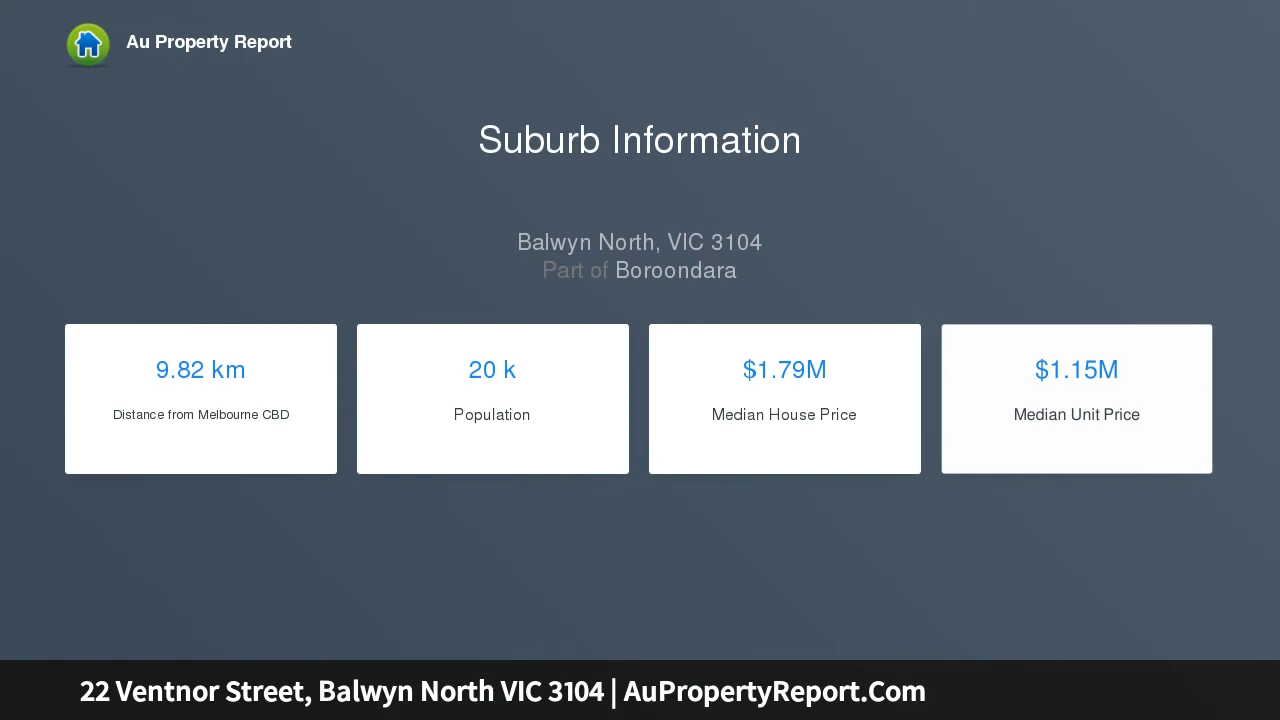 Au Property Report
Suburb Information
Balwyn North, VIC 3104
Part of Boroondara
9.82 km
Distance from Melbourne CBD
20 k
Population
$1.79M
Median House Price
$1.15M
Median Unit Price
22 Ventnor Street, Balwyn North VIC 3104 | AuPropertyReport.Com